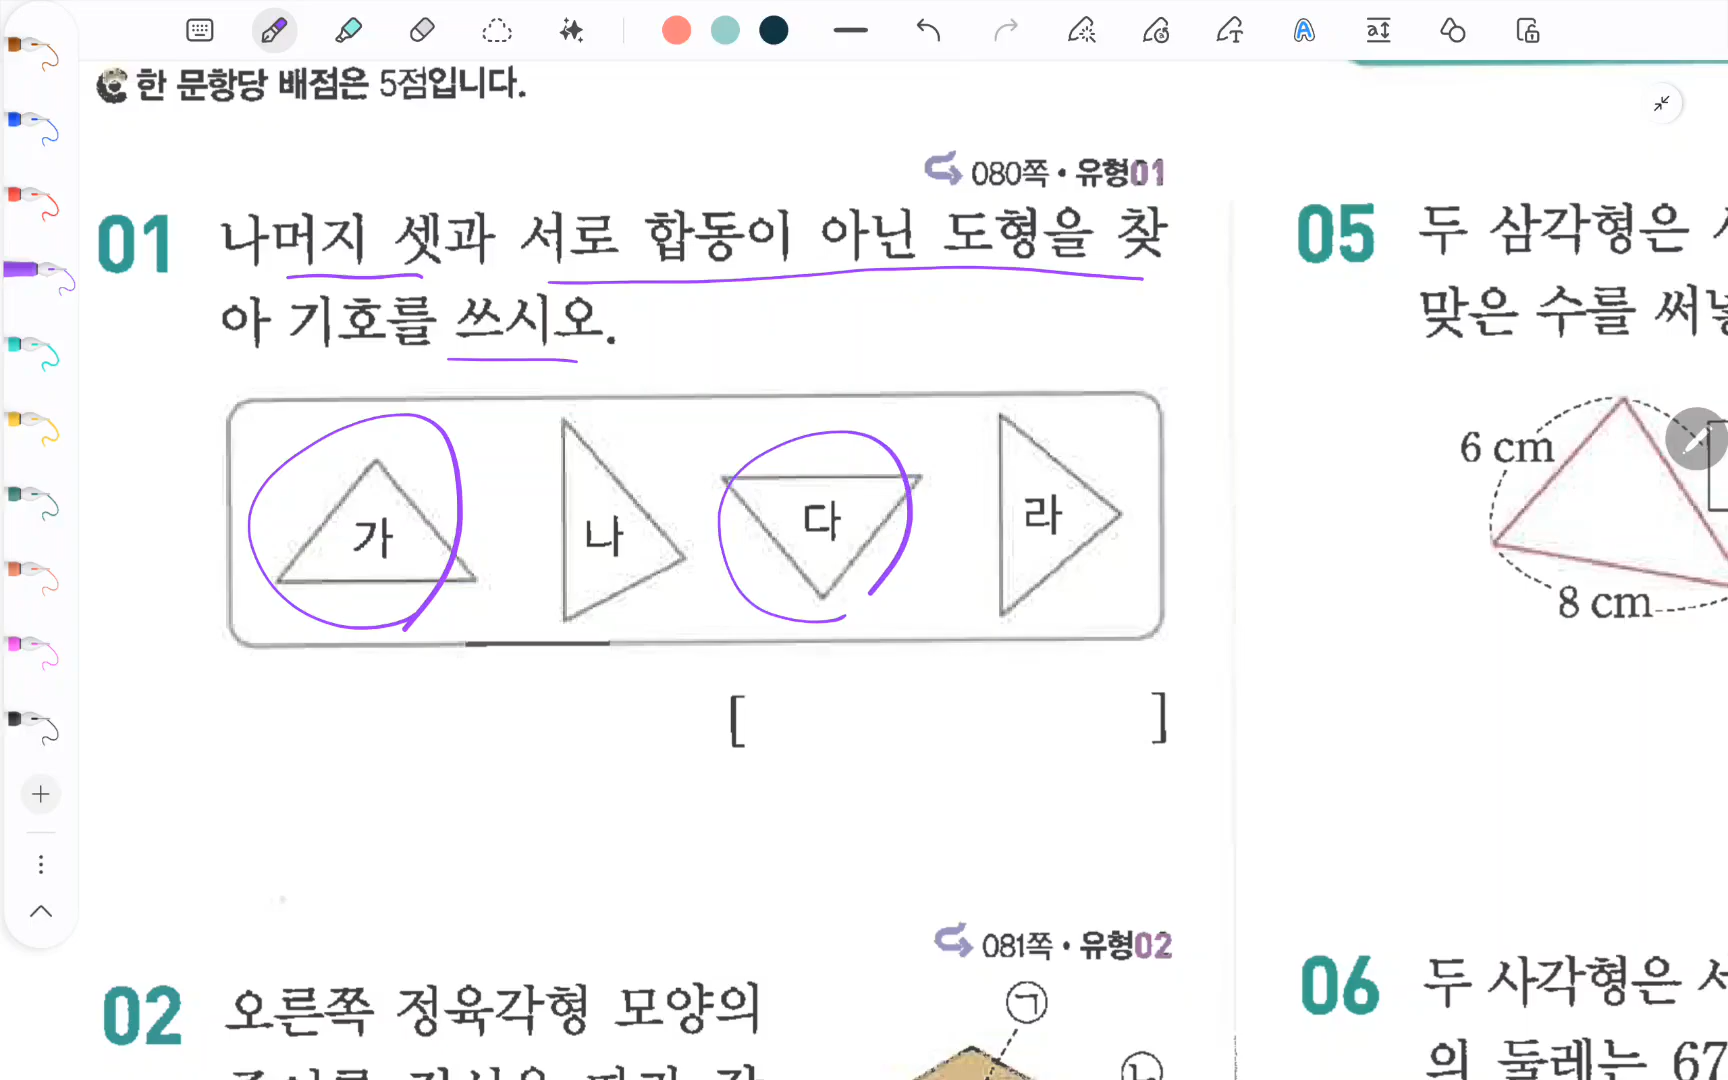 한 문항당 배점은 5점입니다.
080쪽 • 유형01
01 나머지 셋과 서로 합동이 아닌 도형을 찾
아 기호를 쓰시오.
가 나 다 라
[ ]
081쪽 • 유형02
02 오른쪽 정육각형 모양의
ㄱ
05 두 삼각형은
맞은 수를 써넣
6 cm
8 cm
06 두 사각형은 서
의 둘레는 67